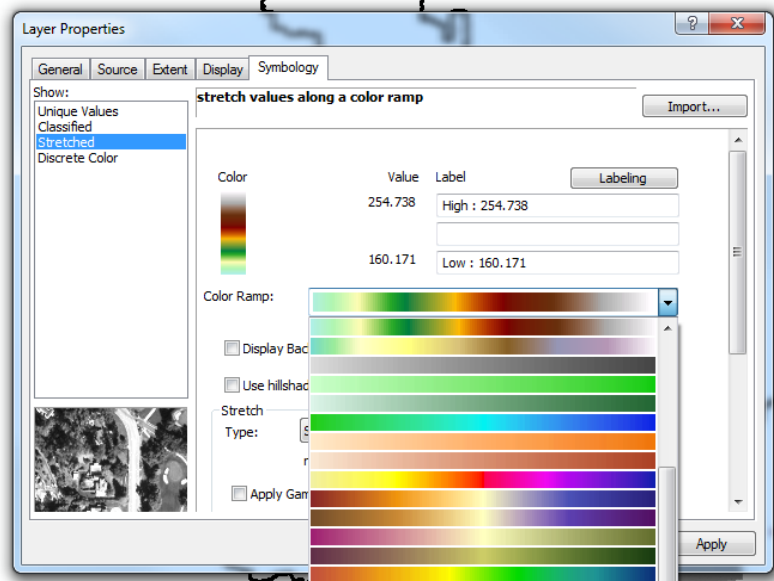 Layer Properties
General Source Extent Display Symbology
Show:
Unique Values
Classified
Stretched
Discrete Color
stretch values along a color ramp
Import...
Color Value Label Labeling
254.738 High : 254.738
160.171 Low : 160.171
Color Ramp:
Display Bac
Use hillshad
Stretch
Type:
Apply Gam
Apply